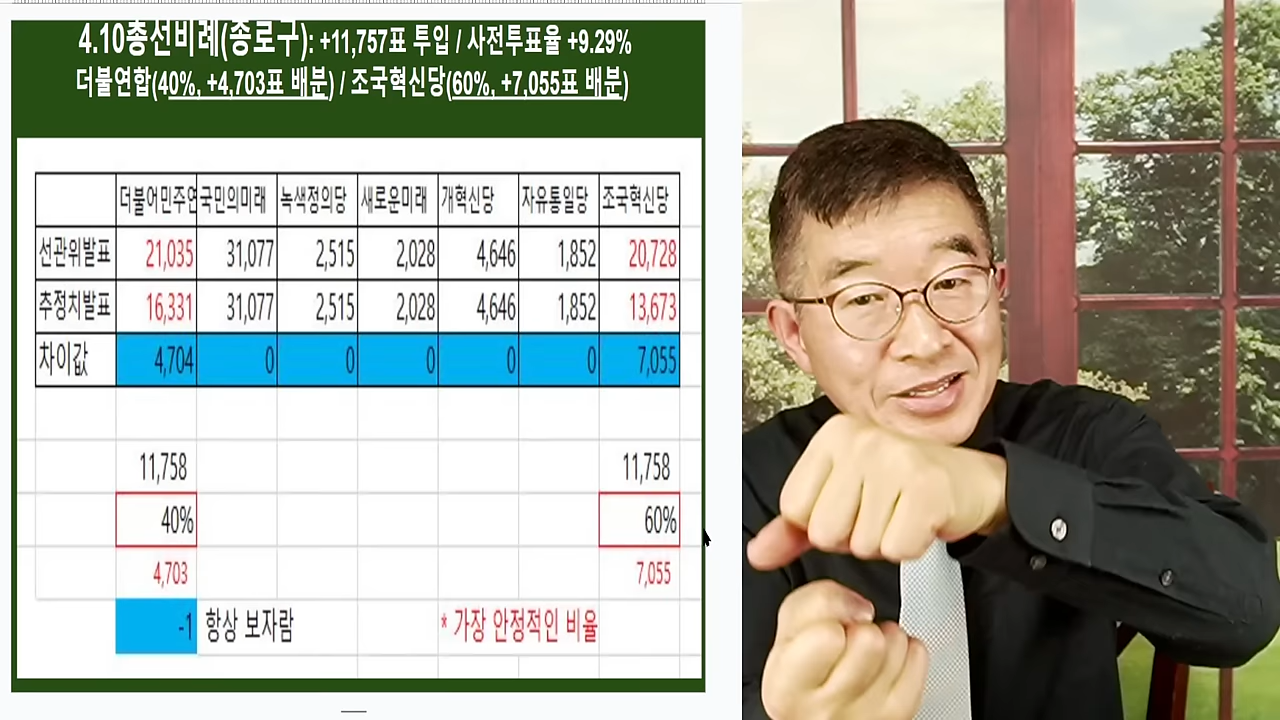 4.10총선비례(종로구): +11,757표 투입 / 사전투표율 +9.29%
더불연합(40%, +4,703표 배분) / 조국혁신당(60%, +7,055표 배분)
더불어민주연 국민의미래 녹색정의당 새로운미래 개혁신당 자유통일당 조국혁신당
선관위발표 21,035 31,077 2,515 2,028 4,646 1,852 20,728
추정치발표 16,331 31,077 2,515 2,028 4,646 1,852 13,673
차이값 4,704 0 0 0 0 0 7,055
11,758 11,758
40% 60%
4,703 7,055
-1 항상 보자람 * 가장 안정적인 비율